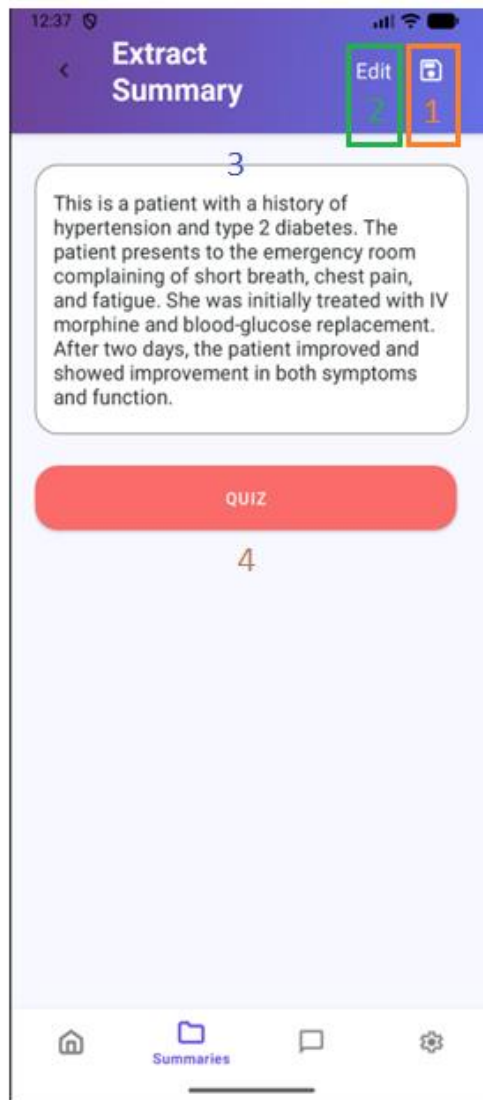 12:37
Extract
Summary
Edit
2
1
3
This is a patient with a history of
hypertension and type 2 diabetes. The
patient presents to the emergency room
complaining of short breath, chest pain,
and fatigue. She was initially treated with IV
morphine and blood-glucose replacement.
After two days, the patient improved and
showed improvement in both symptoms
and function.
QUIZ
4
Summaries